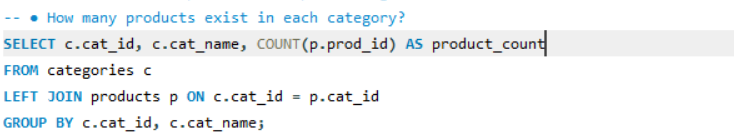 -- • How many products exist in each category?
SELECT c.cat_id, c.cat_name, COUNT(p.prod_id) AS product_count
FROM categories c
LEFT JOIN products p ON c.cat_id = p.cat_id
GROUP BY c.cat_id, c.cat_name;